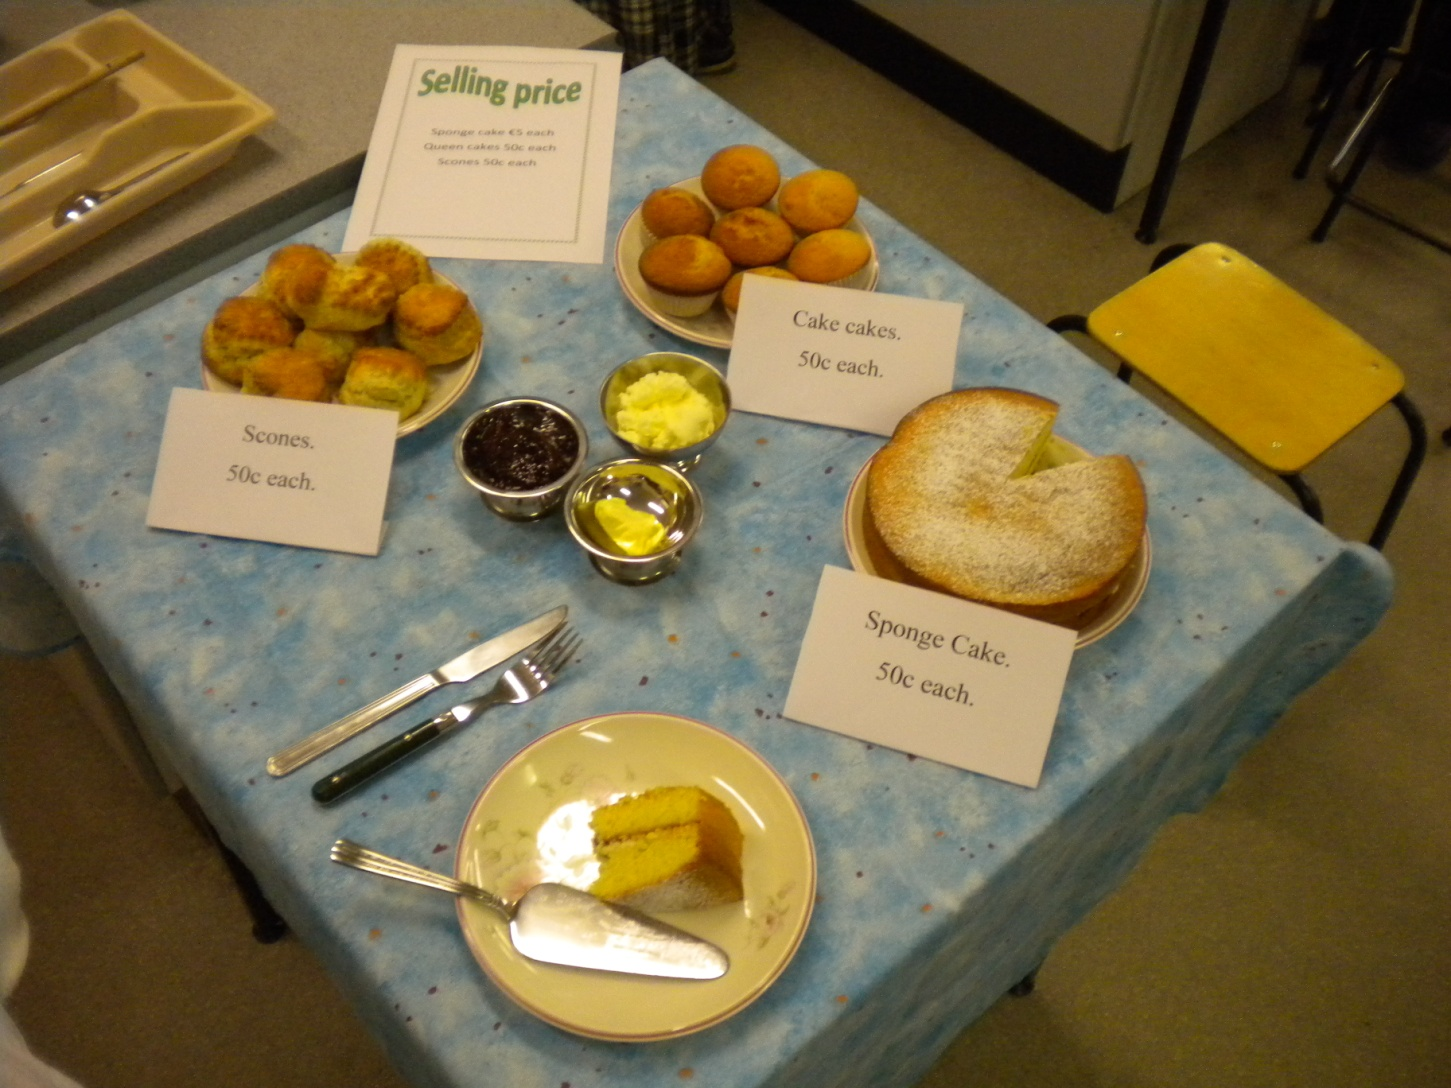 Selling price
Sponge cake €5 each
Queen cakes 50c each
Scones 50c each
Cake cakes.
50c each.
Scones.
50c each.
Sponge Cake.
50c each.